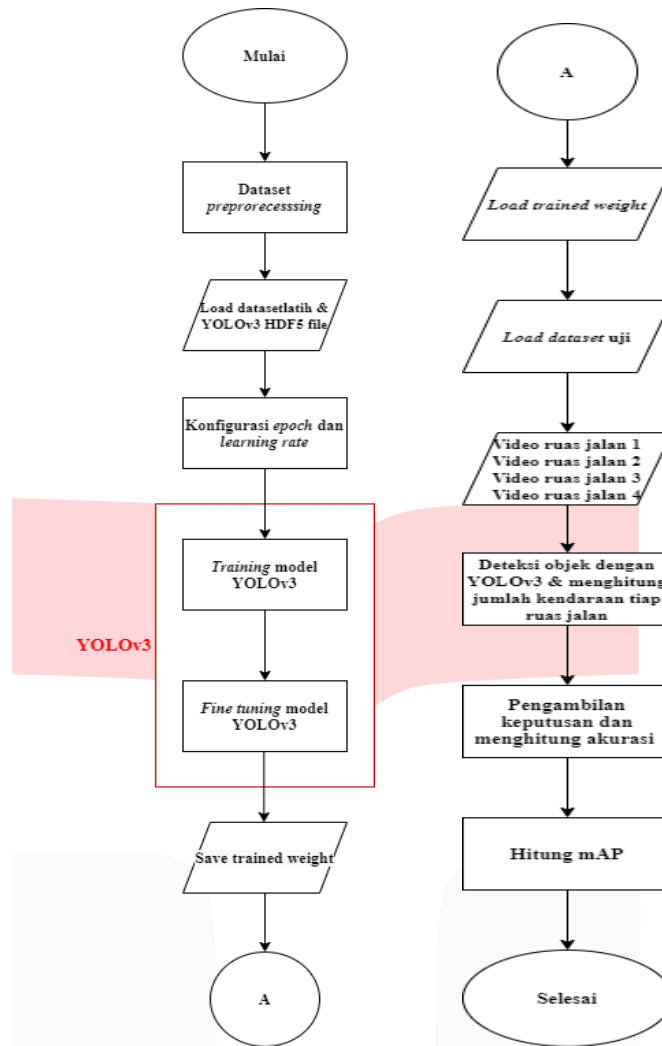 Mulai
Dataset
preprorecesssing
Load datasetlatih &
YOLOv3 HDF5 file
Konfigurasi epoch dan
learning rate
YOLOv3
Training model
YOLOv3
Fine tuning model
YOLOv3
Save trained weight
A
A
Load trained weight
Load dataset uji
Video ruas jalan 1
Video ruas jalan 2
Video ruas jalan 3
Video ruas jalan 4
Deteksi objek dengan
YOLOv3 & menghitung
jumlah kendaraan tiap
ruas jalan
Pengambilan
keputusan dan
menghitung akurasi
Hitung mAP
Selesai